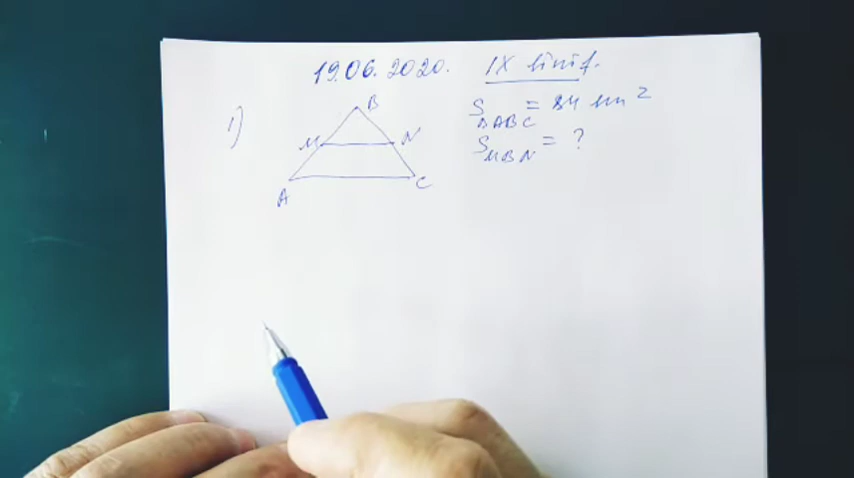 19.06.2020. IX sinif.
1)
B
M N
A C
S△ABC = 84 sm²
SMBN = ?